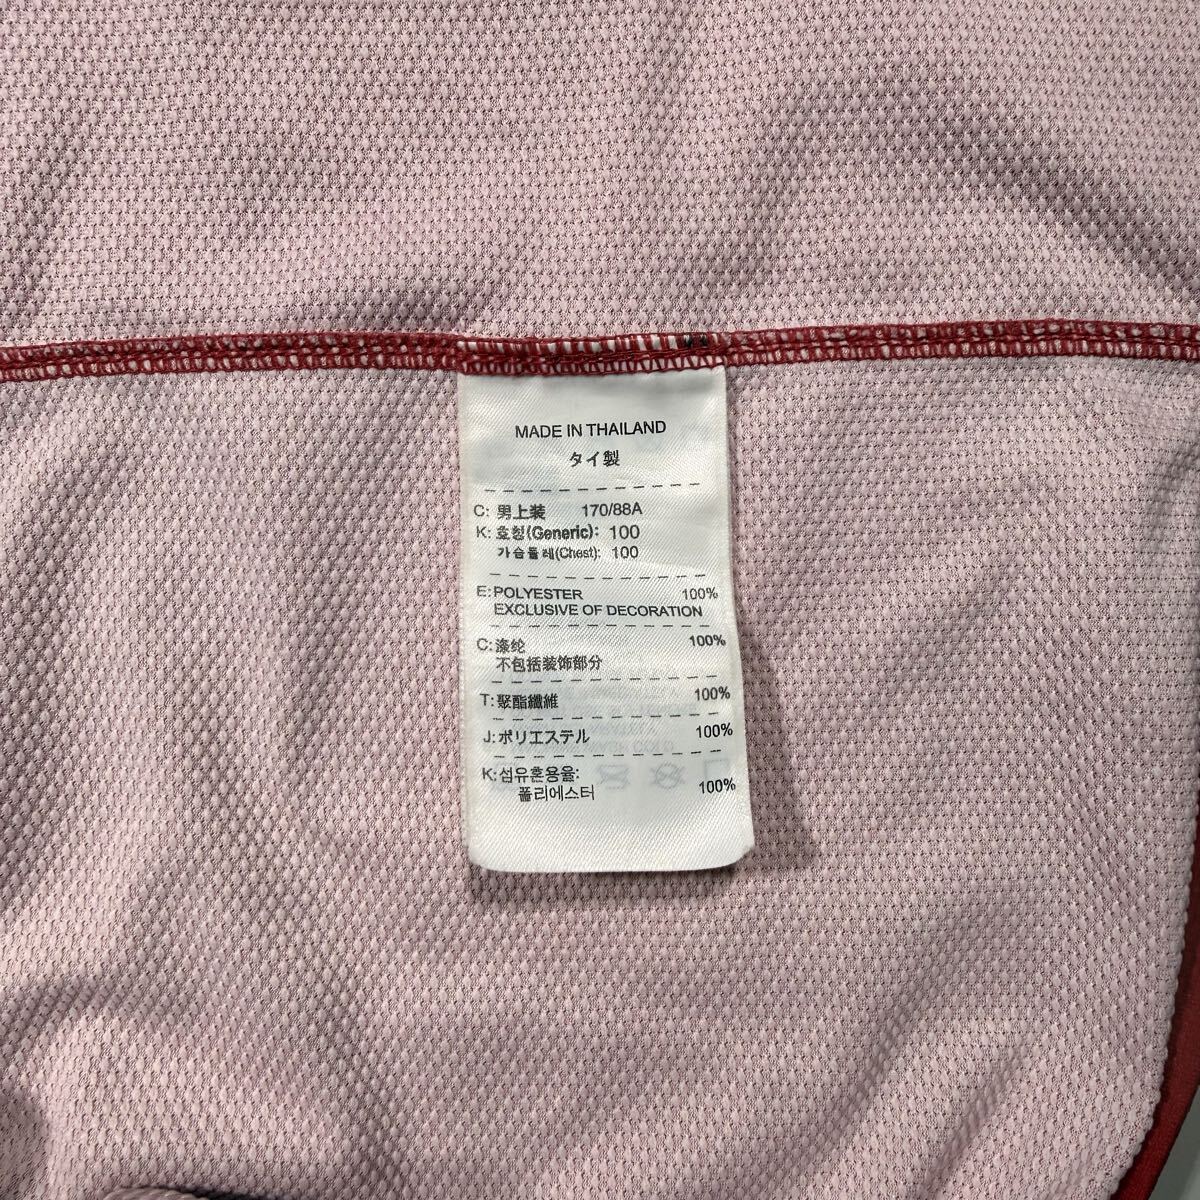 MADE IN THAILAND
タイ製
C: 男上装 170/88A
K: 호칭(Generic): 100
가슴둘레(Chest): 100
E: POLYESTER 100%
EXCLUSIVE OF DECORATION
C: 涤纶 100%
不包括装饰部分
T: 聚酯纖維 100%
J: ポリエステル 100%
K: 섬유혼용율:
폴리에스터 100%